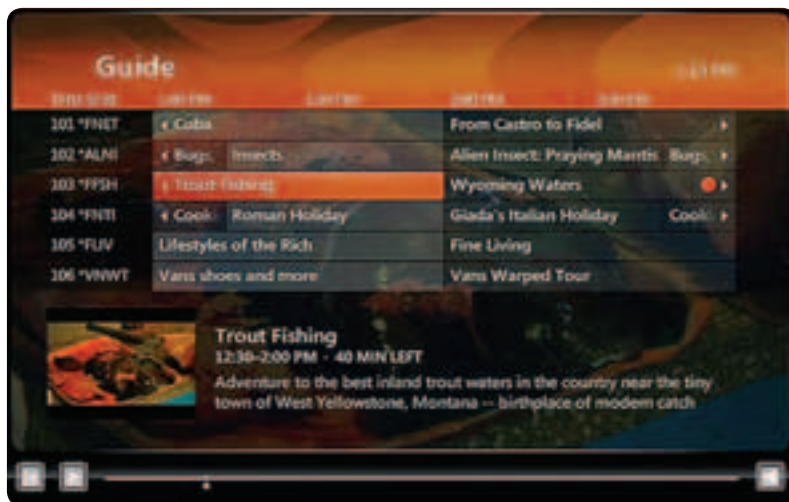 Guide
101 *FNET Cuba From Castro to Fidel
102 *ALNI Bugs Insects Alien Insect: Praying Mantis Bugs
103 *FFSH Trout Fishing Wyoming Waters
104 *FNTI Cook Roman Holiday Giada's Italian Holiday Cook
105 *FLIV Lifestyles of the Rich Fine Living
106 *VNWT Vans shoes and more Vans Warped Tour
Trout Fishing
12:30-2:00 PM - 40 MIN LEFT
Adventure to the best inland trout waters in the country near the tiny
town of West Yellowstone, Montana -- birthplace of modern catch